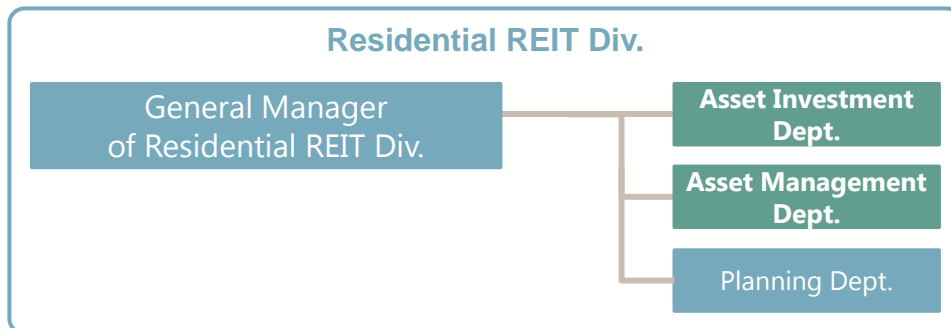 Residential REIT Div.
General Manager
of Residential REIT Div.
Asset Investment
Dept.
Asset Management
Dept.
Planning Dept.